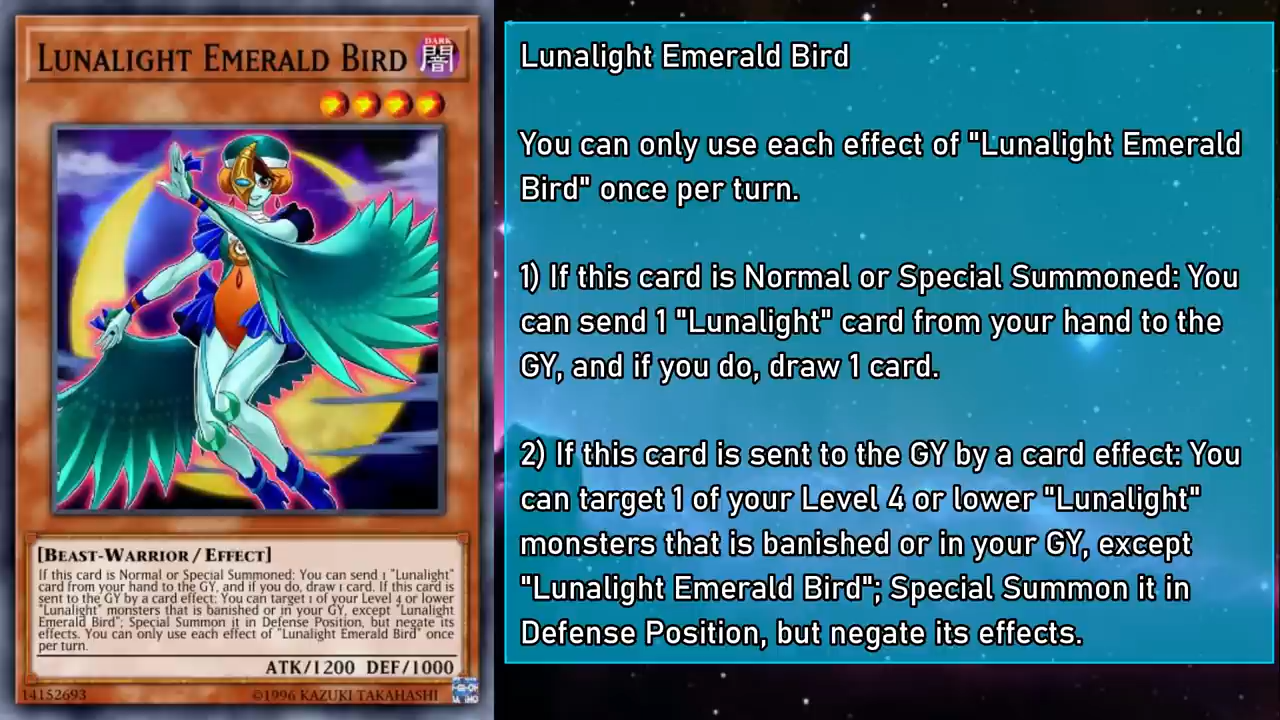 LUNALIGHT EMERALD BIRD
DARK
闇
[BEAST-WARRIOR / EFFECT]
If this card is Normal or Special Summoned: You can send 1 "Lunalight"
card from your hand to the GY, and if you do, draw 1 card. If this card is
sent to the GY by a card effect: You can target 1 of your Level 4 or lower
"Lunalight" monsters that is banished or in your GY, except "Lunalight
Emerald Bird"; Special Summon it in Defense Position, but negate its
effects. You can only use each effect of "Lunalight Emerald Bird" once
per turn.
ATK/1200 DEF/1000
14152693
©1996 KAZUKI TAKAHASHI
Lunalight Emerald Bird
You can only use each effect of "Lunalight Emerald
Bird" once per turn.
1) If this card is Normal or Special Summoned: You
can send 1 "Lunalight" card from your hand to the
GY, and if you do, draw 1 card.
2) If this card is sent to the GY by a card effect: You
can target 1 of your Level 4 or lower "Lunalight"
monsters that is banished or in your GY, except
"Lunalight Emerald Bird"; Special Summon it in
Defense Position, but negate its effects.